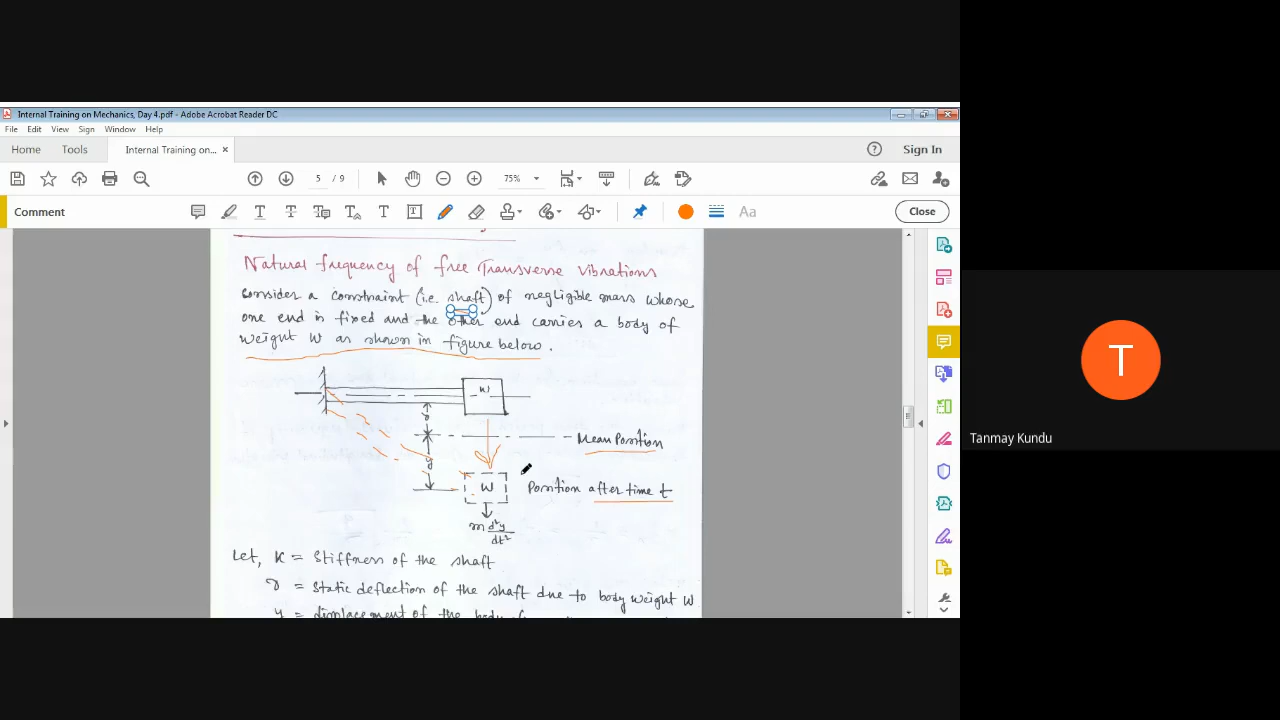 Internal Training on Mechanics, Day 4.pdf - Adobe Acrobat Reader DC
File Edit View Sign Window Help
Home Tools Internal Training on... × Sign In
5 / 9 75%
Comment Aa Close
Natural frequency of free Transverse vibrations
Consider a constraint (i.e. shaft) of negligible mass whose
one end is fixed and the other end carries a body of
weight W as shown in figure below.
W
δ
Mean Position
y
W Position after time t
m d²y/dt²
Let, K = Stiffness of the shaft
δ = Static deflection of the shaft due to body weight W
y = displacement of the body
T
Tanmay Kundu